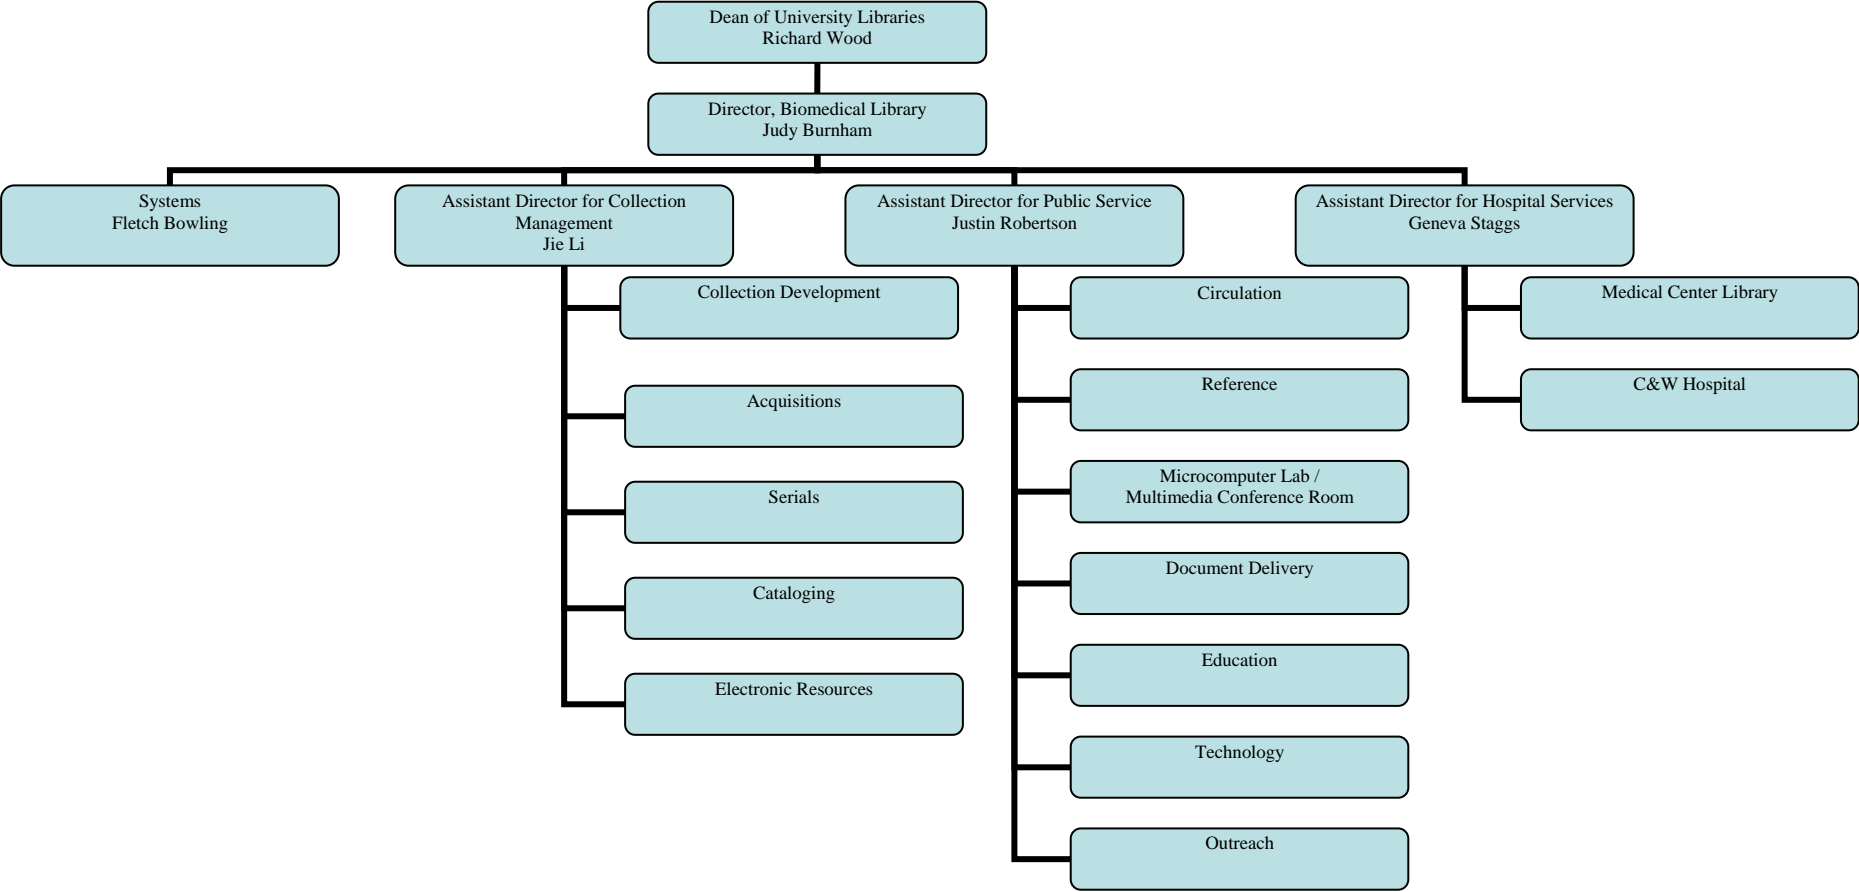 Dean of University Libraries
Richard Wood
Director, Biomedical Library
Judy Burnham
Systems
Fletch Bowling
Assistant Director for Collection
Management
Jie Li
Assistant Director for Public Service
Justin Robertson
Assistant Director for Hospital Services
Geneva Staggs
Collection Development
Acquisitions
Serials
Cataloging
Electronic Resources
Circulation
Reference
Microcomputer Lab /
Multimedia Conference Room
Document Delivery
Education
Technology
Outreach
Medical Center Library
C&W Hospital